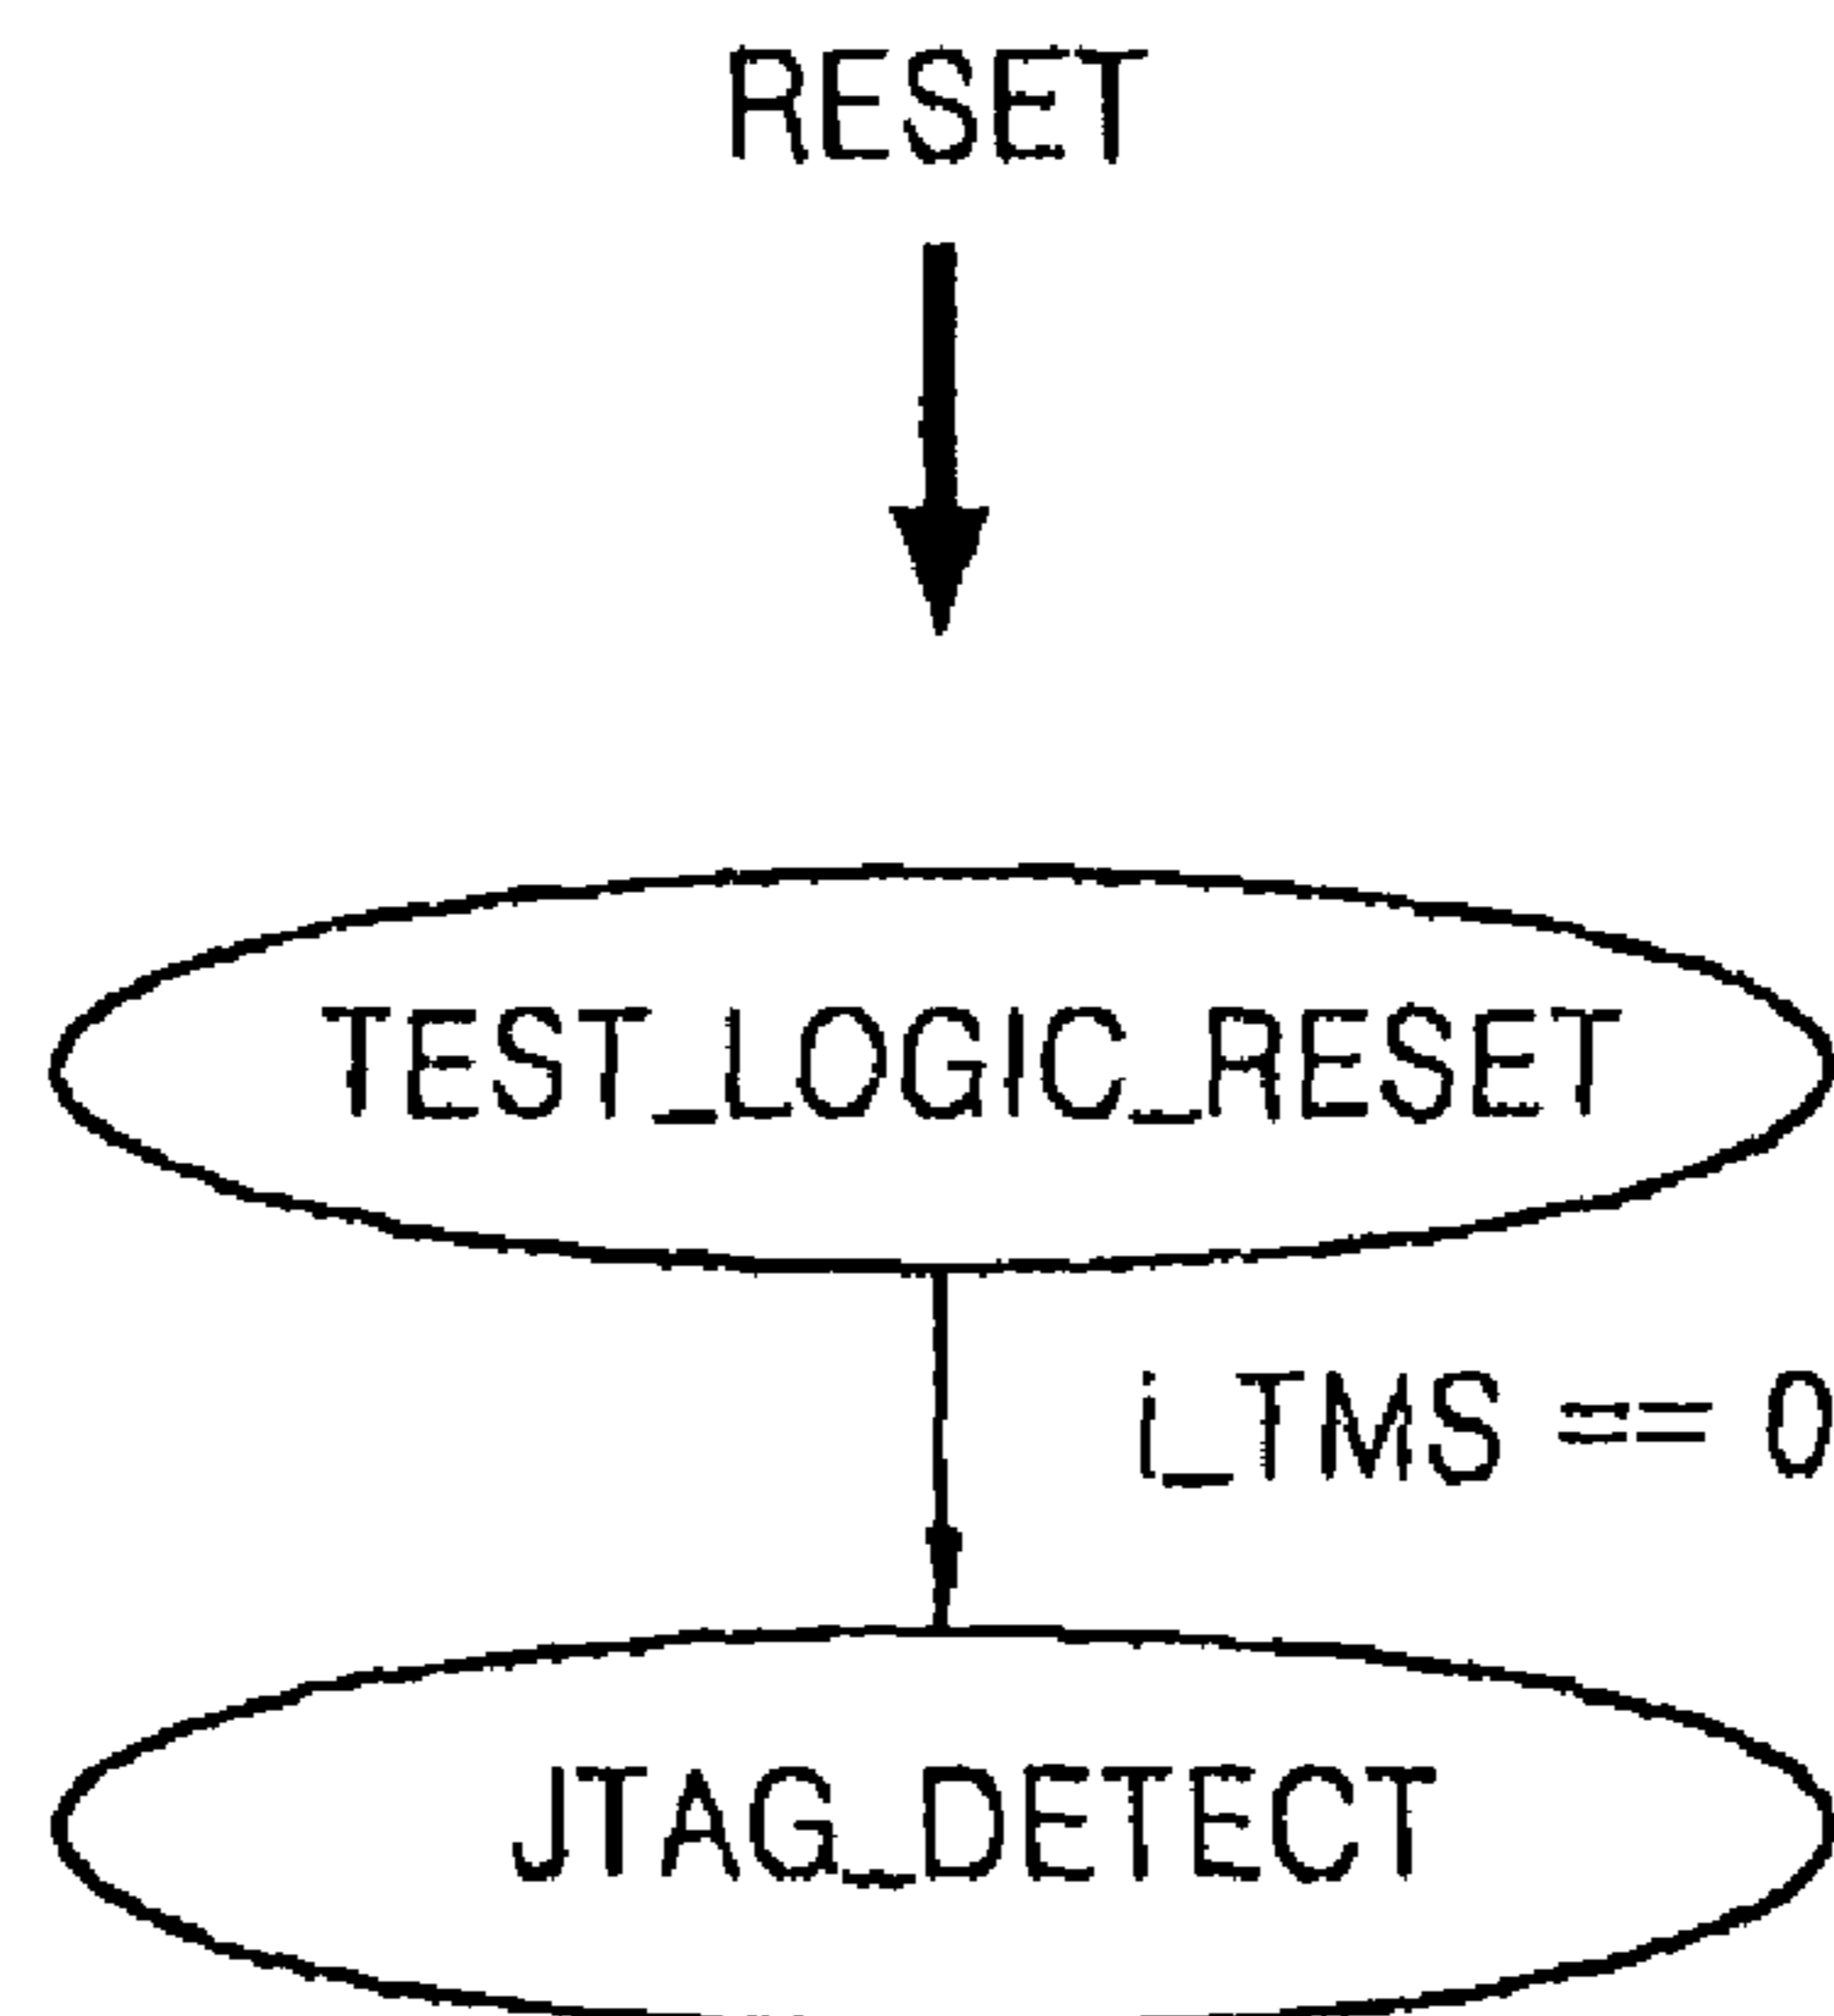 RESET
TEST_LOGIC_RESET
i_TMS == 0
JTAG_DETECT